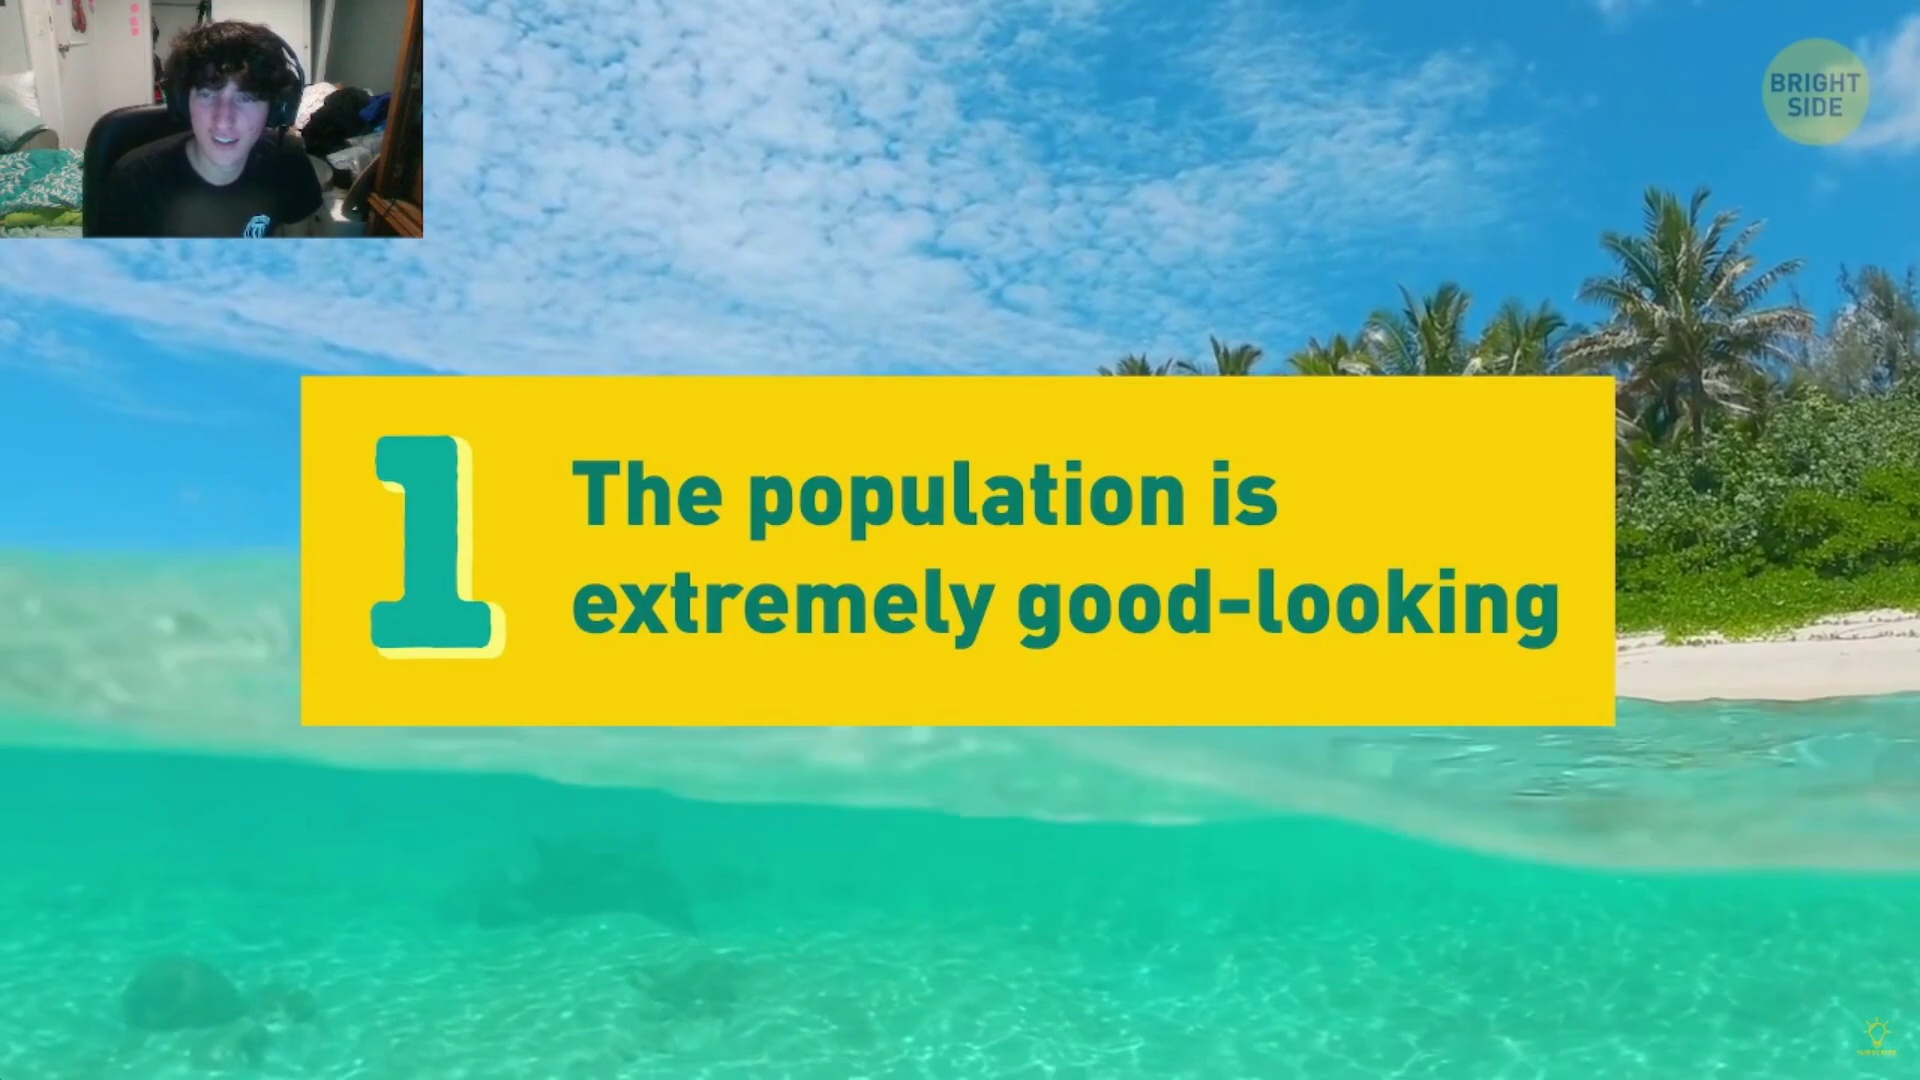 BRIGHT
SIDE
1
The population is
extremely good-looking